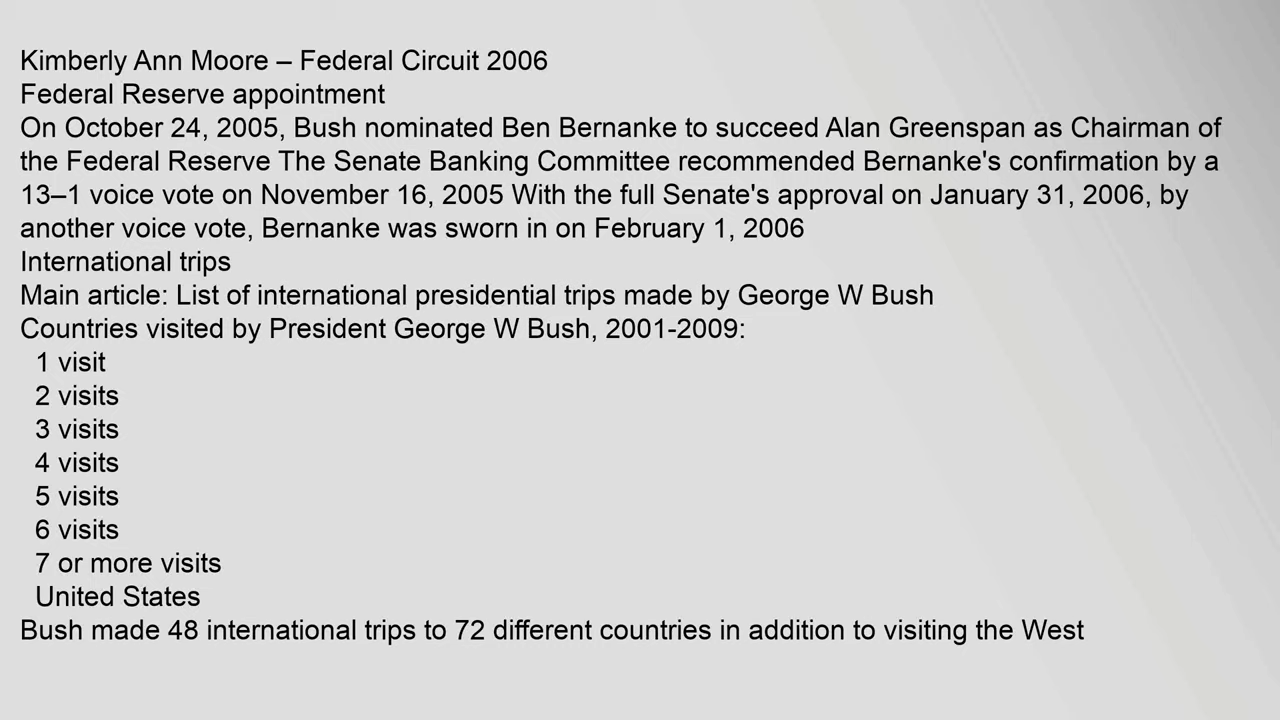 Kimberly Ann Moore – Federal Circuit 2006
Federal Reserve appointment
On October 24, 2005, Bush nominated Ben Bernanke to succeed Alan Greenspan as Chairman of
the Federal Reserve The Senate Banking Committee recommended Bernanke's confirmation by a
13–1 voice vote on November 16, 2005 With the full Senate's approval on January 31, 2006, by
another voice vote, Bernanke was sworn in on February 1, 2006
International trips
Main article: List of international presidential trips made by George W Bush
Countries visited by President George W Bush, 2001-2009:
1 visit
2 visits
3 visits
4 visits
5 visits
6 visits
7 or more visits
United States
Bush made 48 international trips to 72 different countries in addition to visiting the West